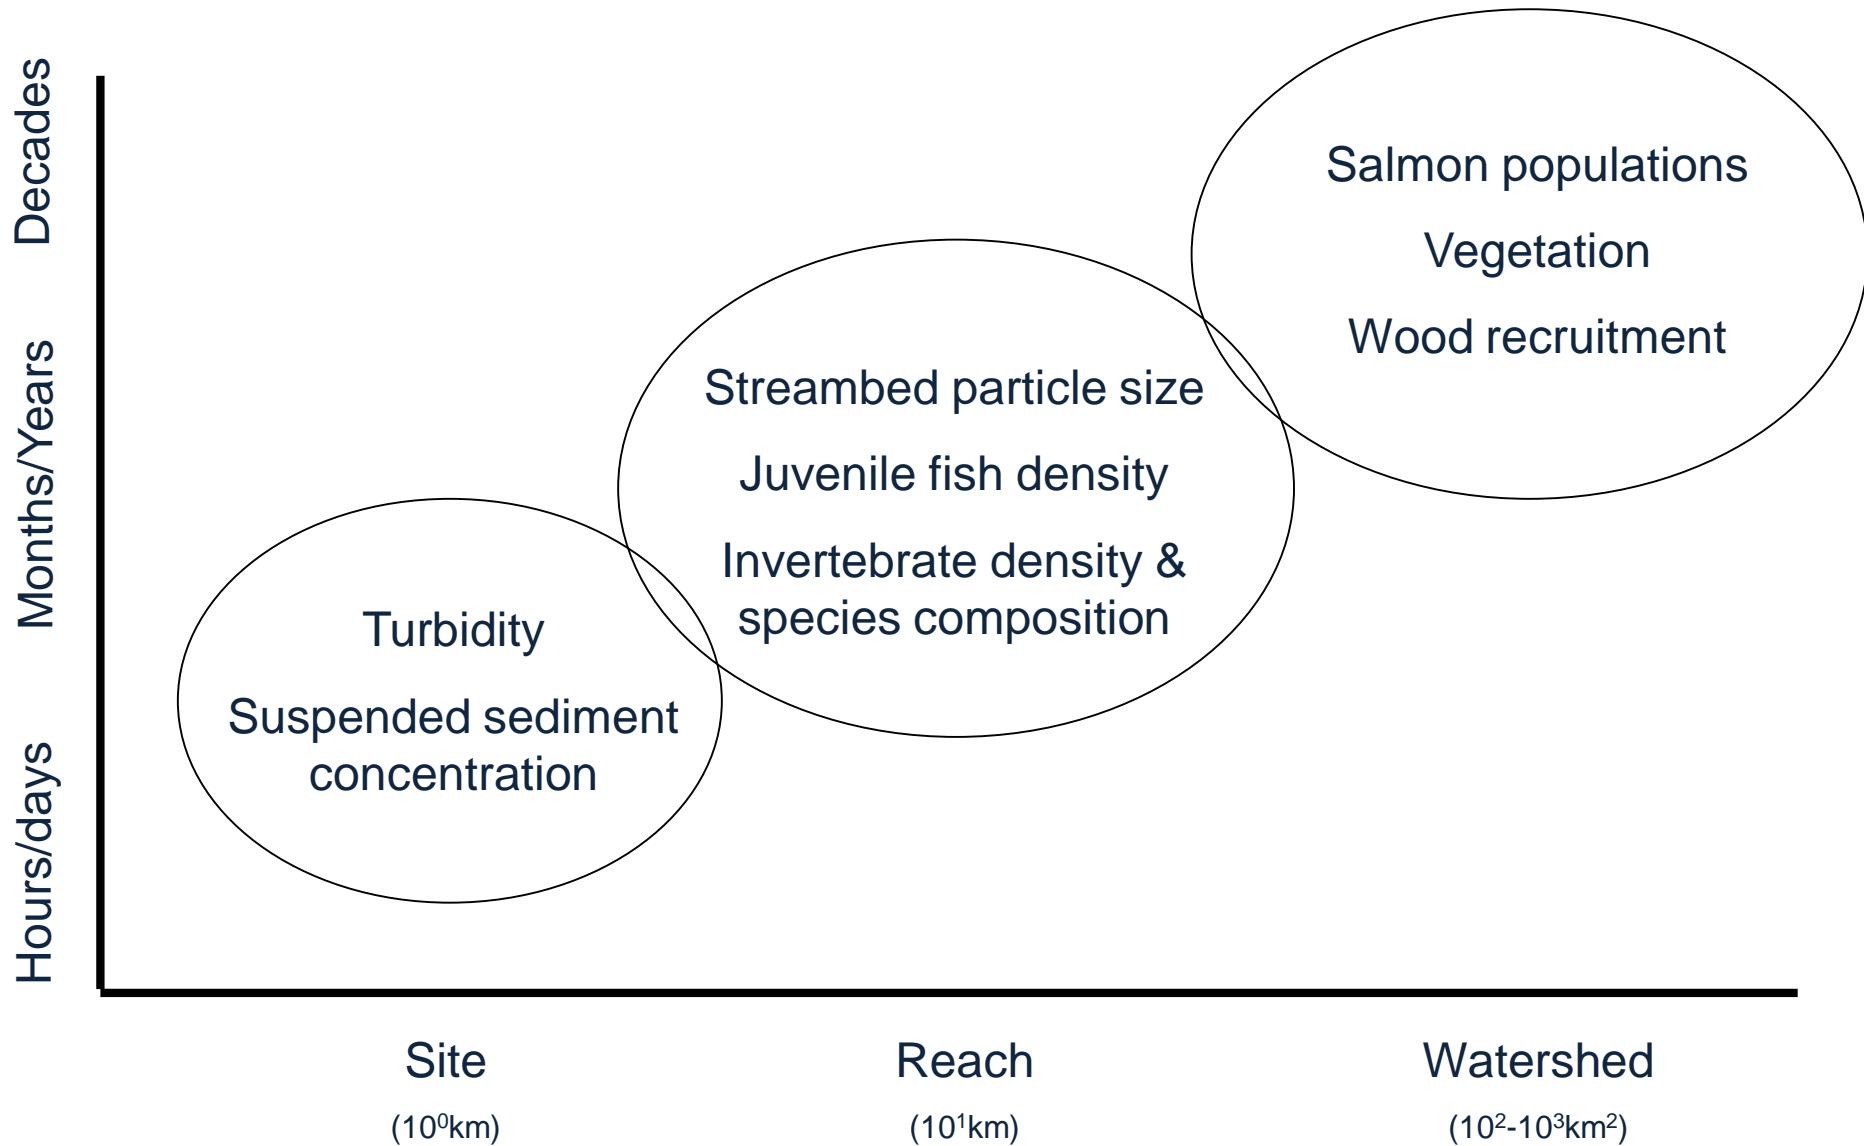 Decades
Months/Years
Hours/days
Salmon populations
Vegetation
Wood recruitment
Streambed particle size
Juvenile fish density
Invertebrate density &
species composition
Turbidity
Suspended sediment
concentration
Site
Reach
Watershed
(10⁰km)
(10¹km)
(10²-10³km²)